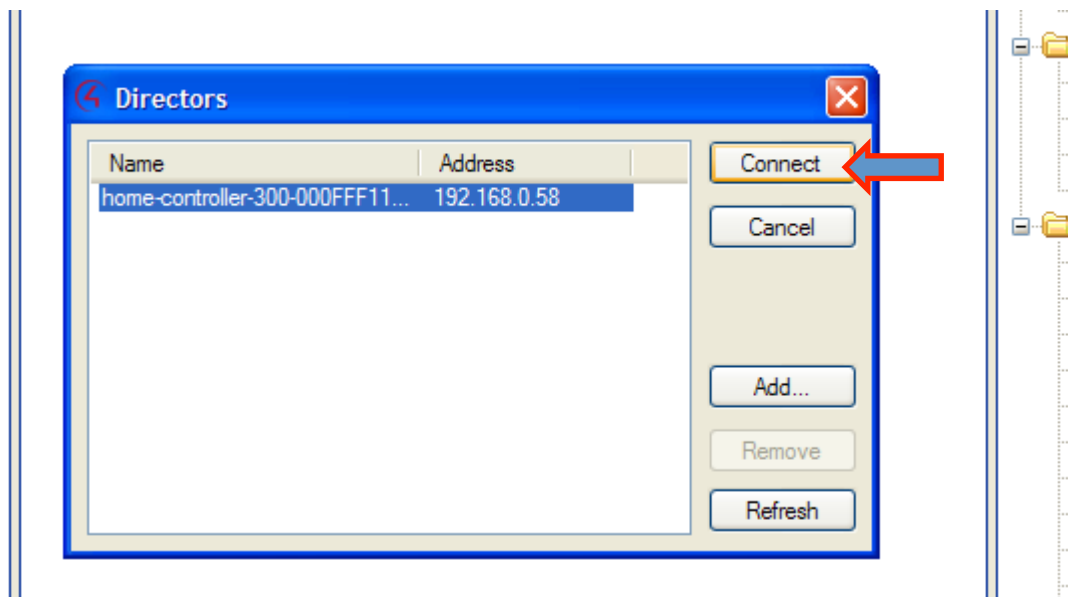 Directors
Name Address
home-controller-300-000FFF11... 192.168.0.58
Connect
Cancel
Add...
Remove
Refresh